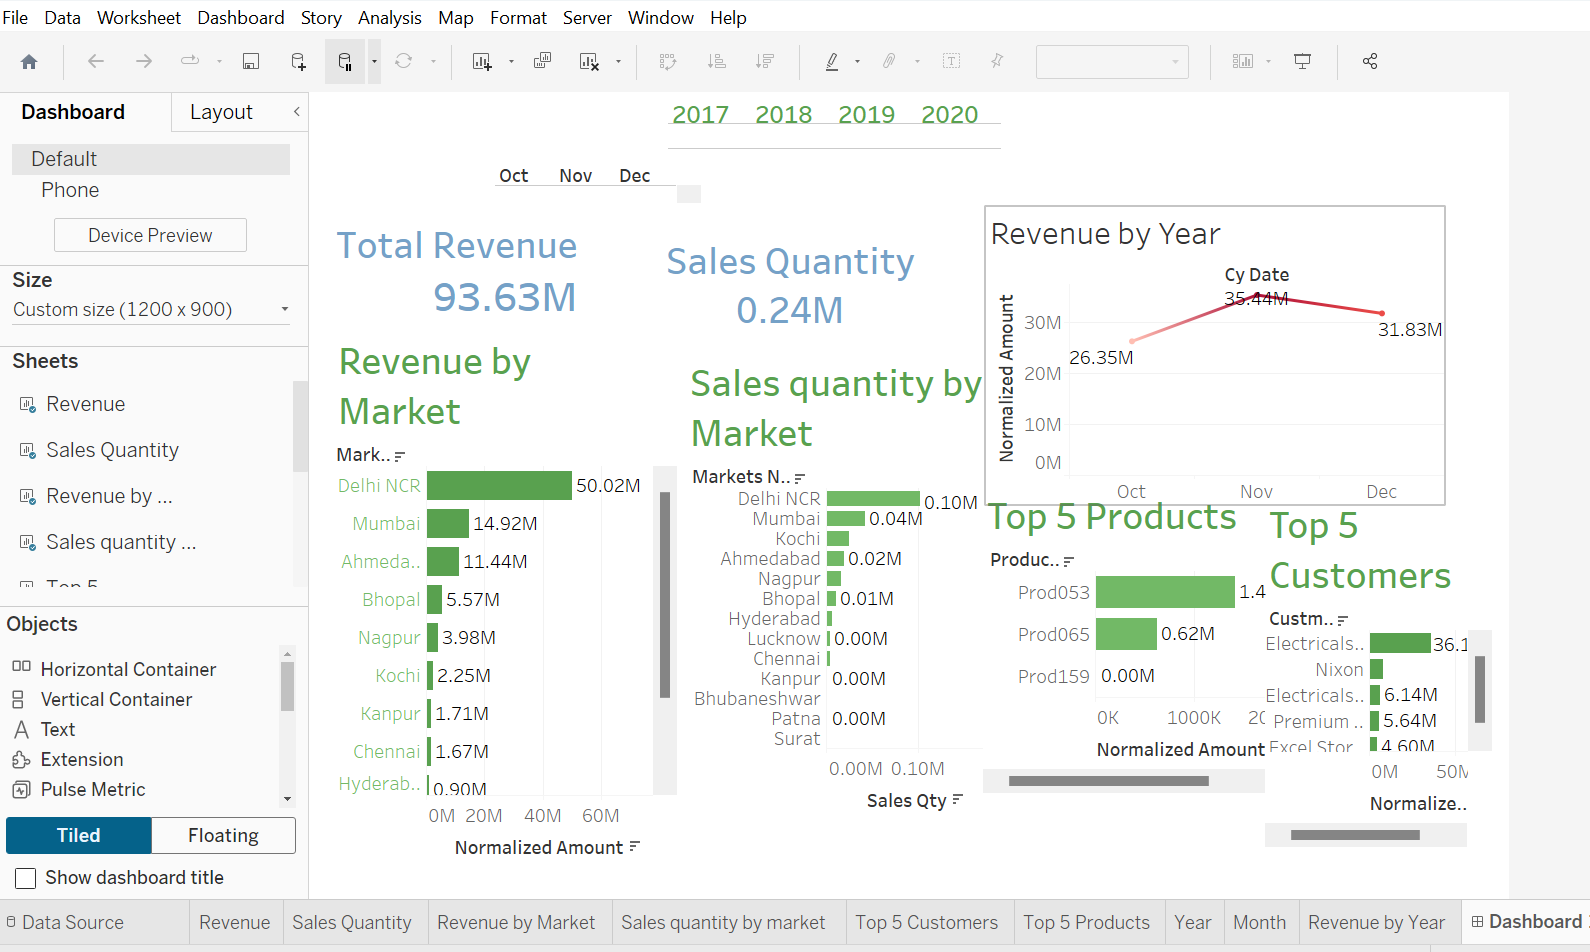 File Data Worksheet Dashboard Story Analysis Map Format Server Window Help
Dashboard Layout
Default
Phone
Device Preview
Size
Custom size (1200 x 900)
Sheets
Revenue
Sales Quantity
Revenue by ...
Sales quantity ...
Top 5
Objects
Horizontal Container
Vertical Container
Text
Extension
Pulse Metric
Tiled Floating
Show dashboard title
2017 2018 2019 2020
Oct Nov Dec
Total Revenue
93.63M
Sales Quantity
0.24M
Revenue by
Market
Mark..
Delhi NCR 50.02M
Mumbai 14.92M
Ahmeda.. 11.44M
Bhopal 5.57M
Nagpur 3.98M
Kochi 2.25M
Kanpur 1.71M
Chennai 1.67M
Hyderab.. 0.90M
0M 20M 40M 60M
Normalized Amount
Sales quantity by
Market
Markets N..
Delhi NCR 0.10M
Mumbai 0.04M
Kochi
Ahmedabad 0.02M
Nagpur
Bhopal 0.01M
Hyderabad
Lucknow 0.00M
Chennai
Kanpur 0.00M
Bhubaneshwar
Patna 0.00M
Surat
0.00M 0.10M
Sales Qty
Revenue by Year
Cy Date
Normalized Amount
30M
20M
10M
0M
26.35M
35.44M
31.83M
Oct Nov Dec
Top 5 Products
Produc..
Prod053 1.4
Prod065 0.62M
Prod159 0.00M
0K 1000K 20
Normalized Amount
Top 5
Customers
Custm..
Electricals.. 36.1
Nixon
Electricals.. 6.14M
Premium .. 5.64M
Excel Stor 4.60M
0M 50M
Normalize..
Data Source Revenue Sales Quantity Revenue by Market Sales quantity by market Top 5 Customers Top 5 Products Year Month Revenue by Year Dashboard